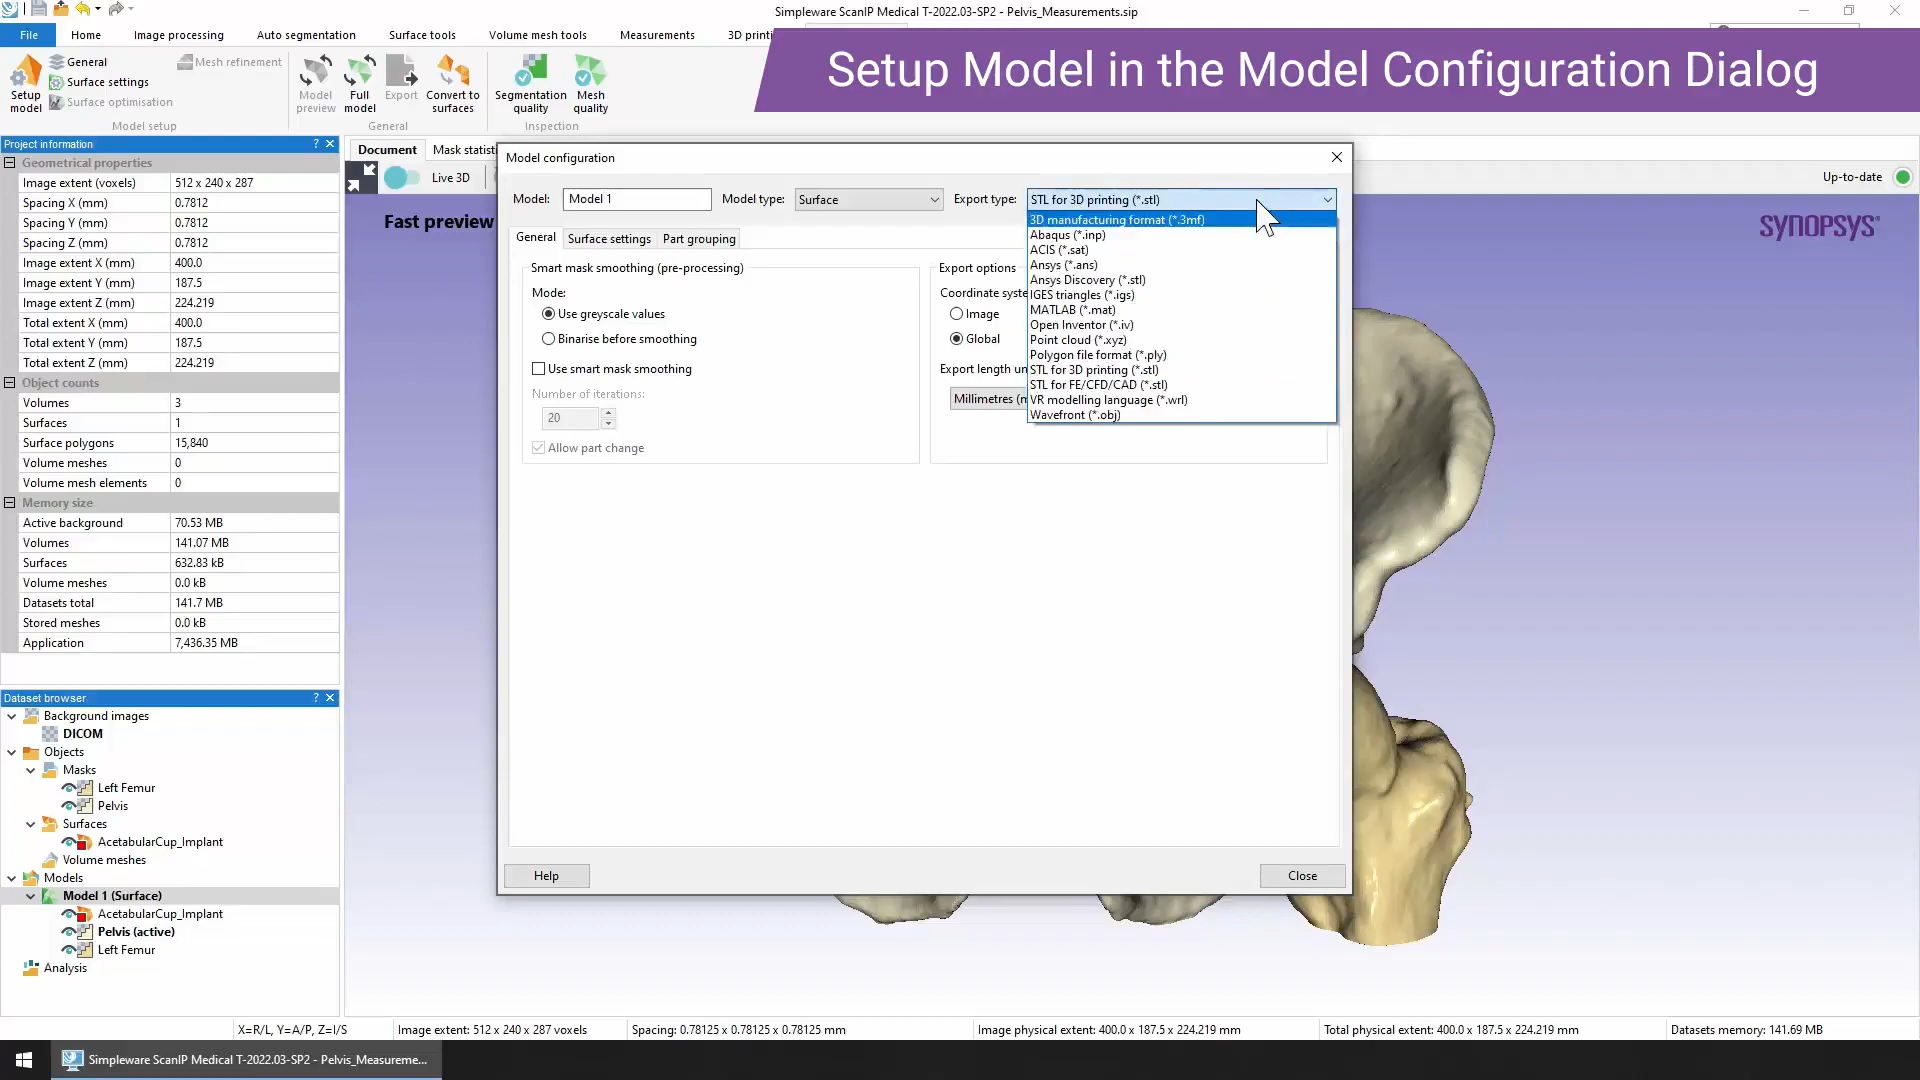 Simpleware ScanIP Medical T-2022.03-SP2 - Pelvis_Measurements.sip
File Home Image processing Auto segmentation Surface tools Volume mesh tools Measurements
Setup Model in the Model Configuration Dialog
Setup model
General
Surface settings
Surface optimisation
Mesh refinement
Model preview
Full model
Export
Convert to surfaces
Segmentation quality
Mesh quality
Model setup General Inspection
Project information ?
Geometrical properties
Image extent (voxels) 512 x 240 x 287
Spacing X (mm) 0.7812
Spacing Y (mm) 0.7812
Spacing Z (mm) 0.7812
Image extent X (mm) 400.0
Image extent Y (mm) 187.5
Image extent Z (mm) 224.219
Total extent X (mm) 400.0
Total extent Y (mm) 187.5
Total extent Z (mm) 224.219
Object counts
Volumes 3
Surfaces 1
Surface polygons 15,840
Volume meshes 0
Volume mesh elements 0
Memory size
Active background 70.53 MB
Volumes 141.07 MB
Surfaces 632.83 kB
Volume meshes 0.0 kB
Datasets total 141.7 MB
Stored meshes 0.0 kB
Application 7,436.35 MB
Dataset browser ?
Background images
DICOM
Objects
Masks
Left Femur
Pelvis
Surfaces
AcetabularCup_Implant
Volume meshes
Models
Model 1 (Surface)
AcetabularCup_Implant
Pelvis (active)
Left Femur
Analysis
Document Mask statist
Live 3D
Up-to-date
Fast preview
SYNOPSYS®
Model configuration
Model: Model 1 Model type: Surface Export type: STL for 3D printing (*.stl)
3D manufacturing format (*.3mf)
Abaqus (*.inp)
ACIS (*.sat)
Ansys (*.ans)
Ansys Discovery (*.stl)
IGES triangles (*.igs)
MATLAB (*.mat)
Open Inventor (*.iv)
Point cloud (*.xyz)
Polygon file format (*.ply)
STL for 3D printing (*.stl)
STL for FE/CFD/CAD (*.stl)
VR modelling language (*.wrl)
Wavefront (*.obj)
General Surface settings Part grouping
Smart mask smoothing (pre-processing)
Mode:
Use greyscale values
Binarise before smoothing
Use smart mask smoothing
Number of iterations:
20
Allow part change
Export options
Coordinate syste
Image
Global
Export length un
Millimetres (m
Help Close
X=R/L, Y=A/P, Z=I/S Image extent: 512 x 240 x 287 voxels Spacing: 0.78125 x 0.78125 x 0.78125 mm Image physical extent: 400.0 x 187.5 x 224.219 mm Total physical extent: 400.0 x 187.5 x 224.219 mm Datasets memory: 141.69 MB
Simpleware ScanIP Medical T-2022.03-SP2 - Pelvis_Measureme...